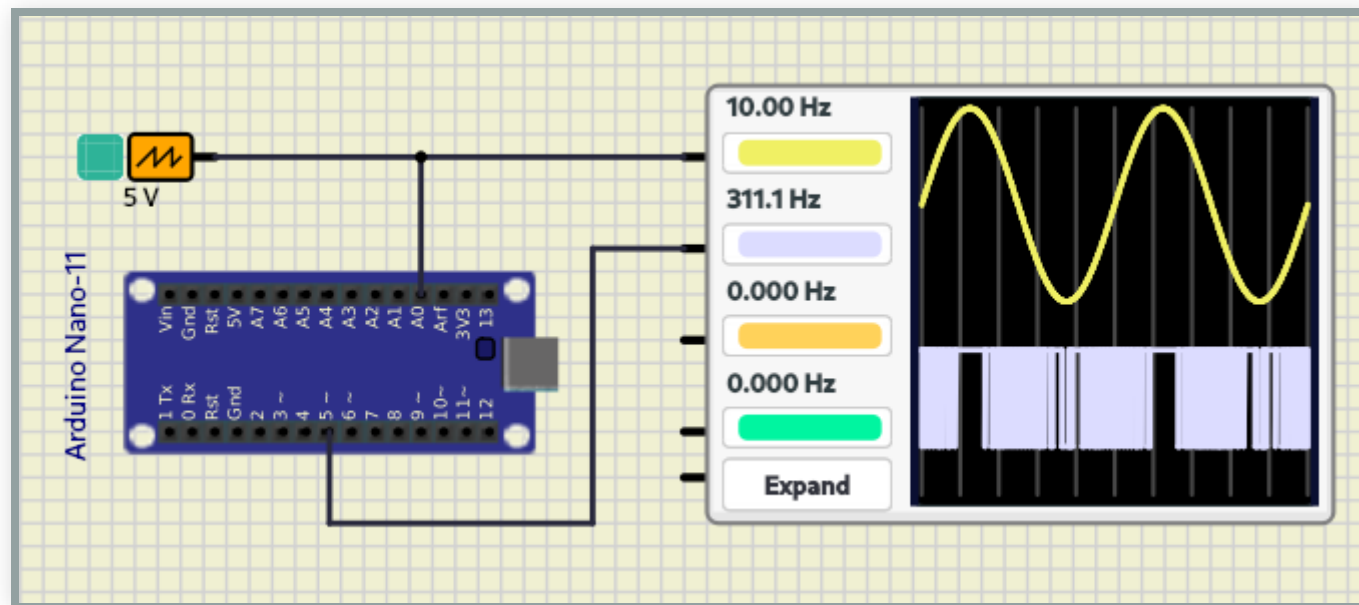 10.00 Hz
5 V
311.1 Hz
Arduino Nano-11
Vin Gnd Rst 5V A7 A6 A5 A4 A3 A2 A1 A0 Arf 3V3 13
0.000 Hz
0.000 Hz
1 Tx 0 Rx Rst Gnd 2 3 ~ 4 5 ~ 6 ~ 7 8 9 ~ 10~ 11~ 12
Expand